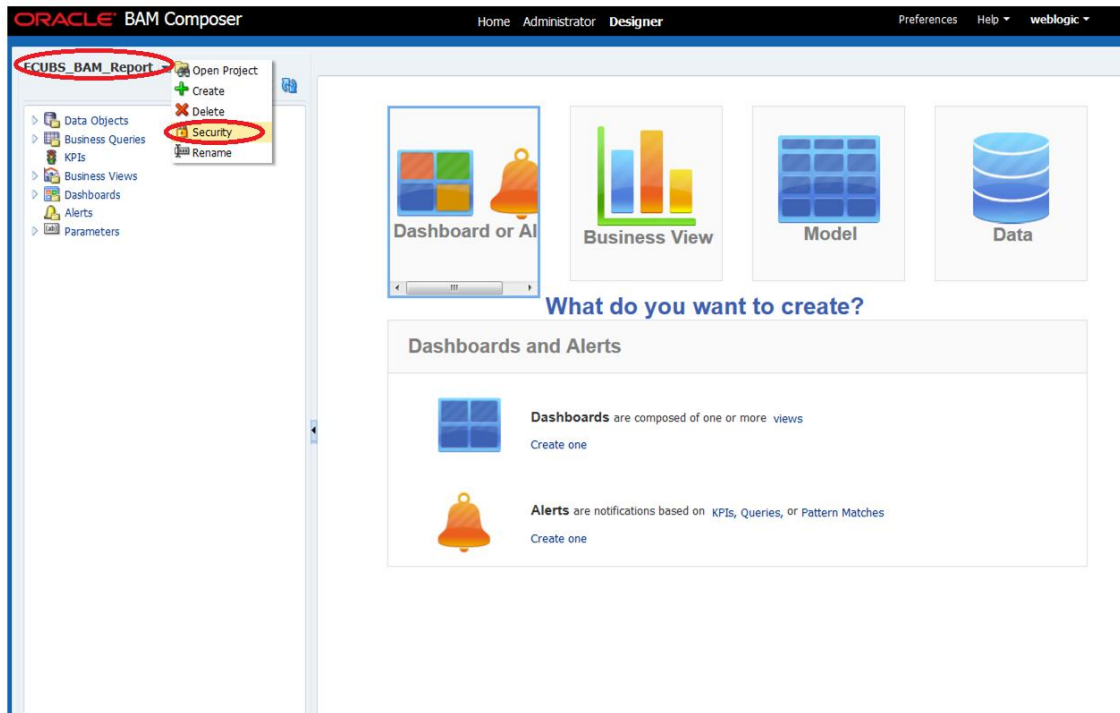 ORACLE BAM Composer
Home Administrator Designer
Preferences Help weblogic
ECUBS_BAM_Report
Open Project
Create
Delete
Security
Rename
Data Objects
Business Queries
KPIs
Business Views
Dashboards
Alerts
Parameters
Dashboard or Al
Business View
Model
Data
What do you want to create?
Dashboards and Alerts
Dashboards are composed of one or more views
Create one
Alerts are notifications based on KPIs, Queries, or Pattern Matches
Create one